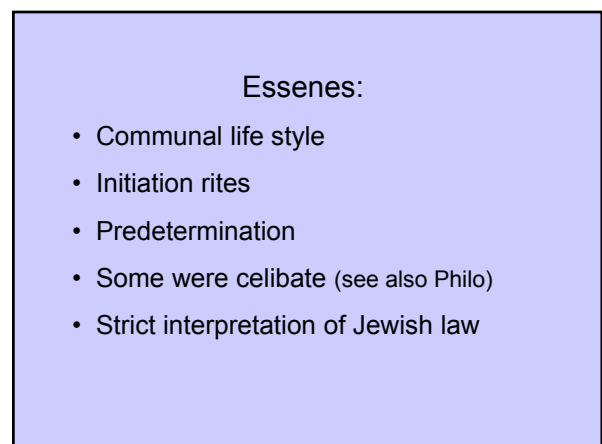 Essenes:
• Communal life style
• Initiation rites
• Predetermination
• Some were celibate (see also Philo)
• Strict interpretation of Jewish law